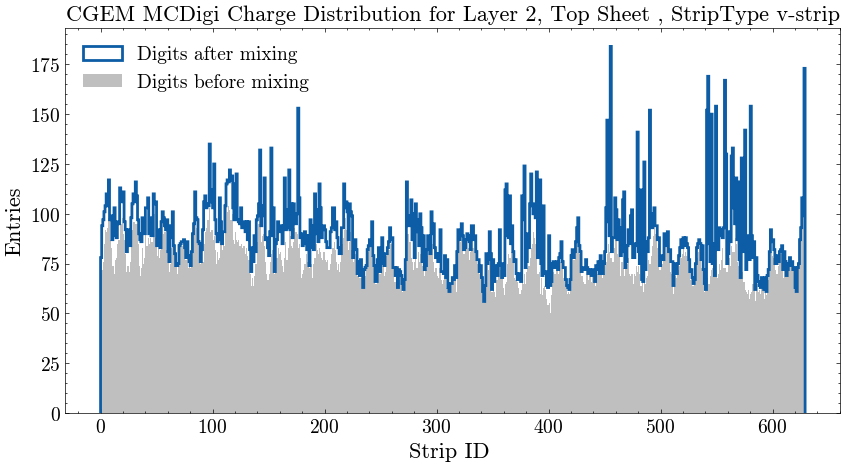 CGEM MCDigi Charge Distribution for Layer 2, Top Sheet , StripType v-strip
Digits after mixing
Digits before mixing
175
150
125
100
75
50
25
0
Entries
0 100 200 300 400 500 600
Strip ID